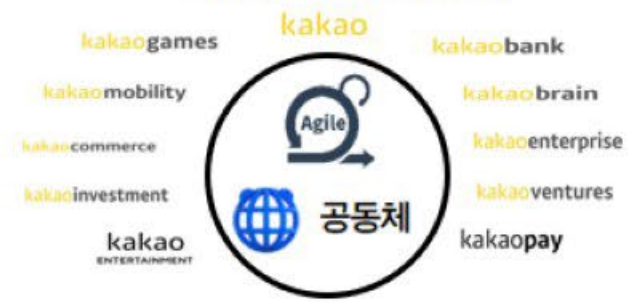 kakao
kakaogames
kakaobank
kakaomobility
kakaobrain
Agile
kakaocommerce
kakaoenterprise
kakaoinvestment
kakaoventures
공동체
kakao
ENTERTAINMENT
kakaopay